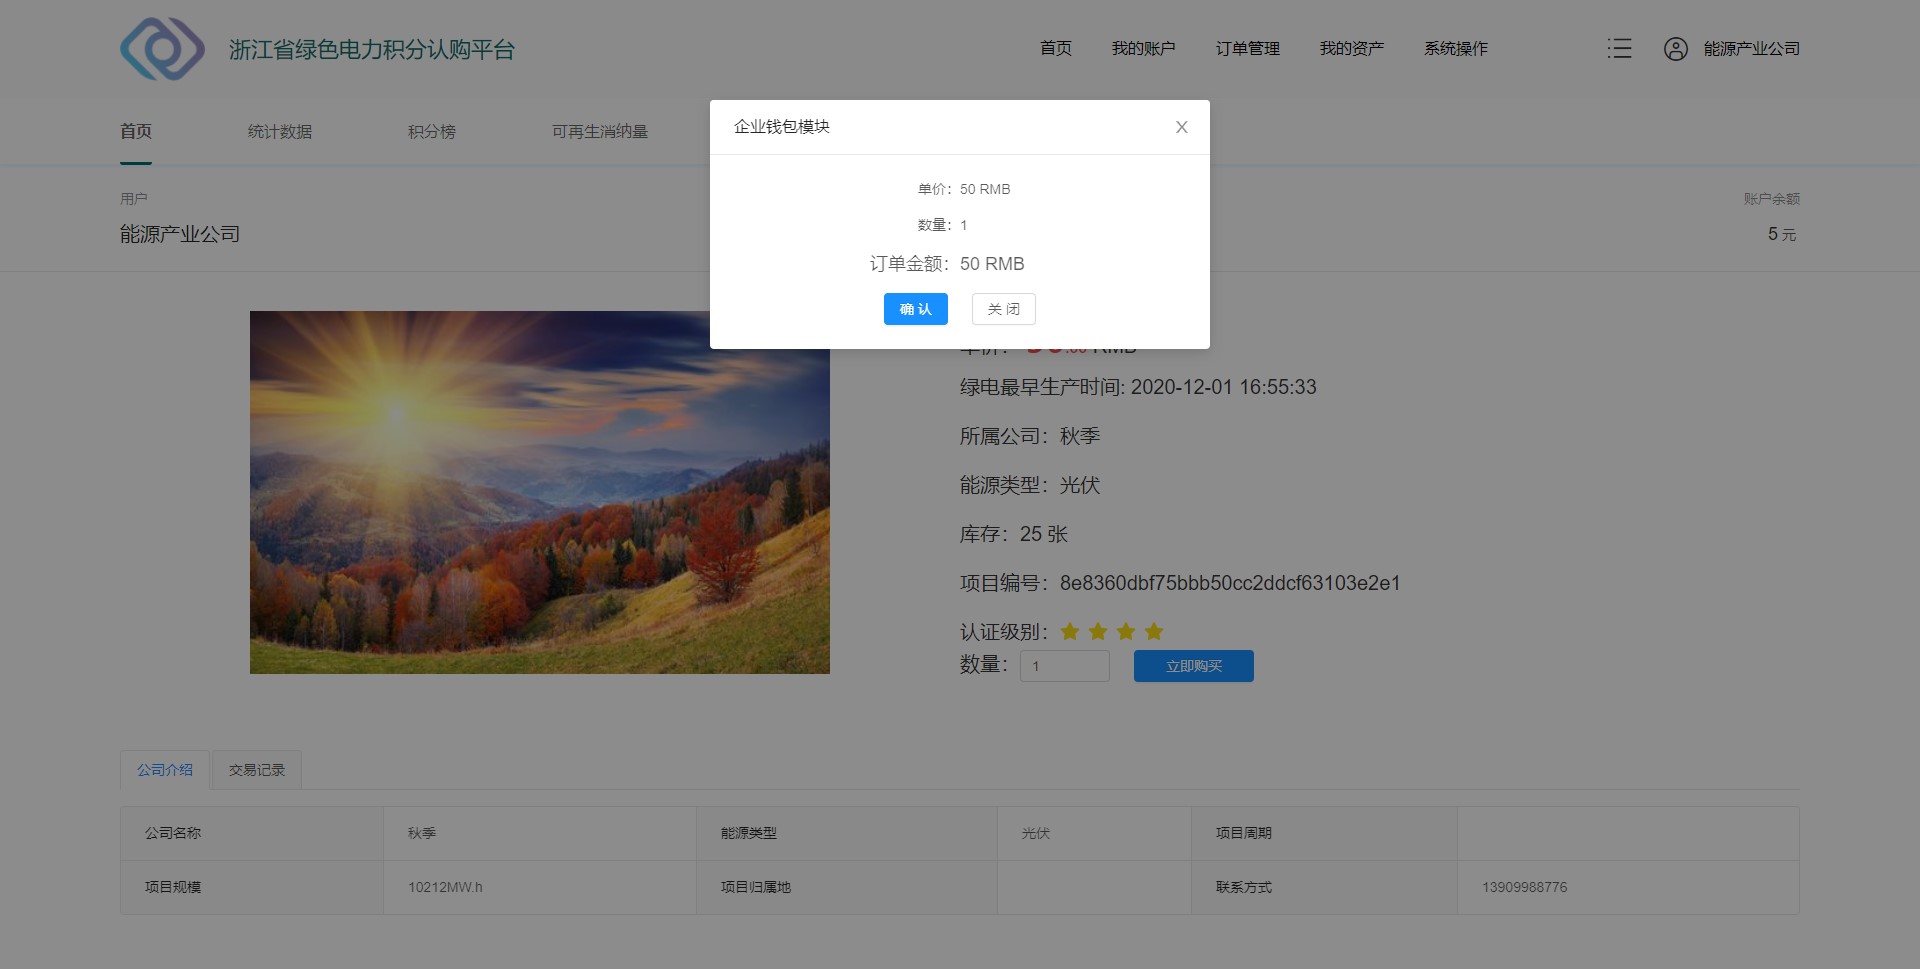 浙江省绿色电力积分认购平台
首页 我的账户 订单管理 我的资产 系统操作 能源产业公司
首页 统计数据 积分榜 可再生消纳量
企业钱包模块
单价：50 RMB
数量：1
订单金额：50 RMB
确 认 关 闭
用户
能源产业公司
账户余额
5 元
绿电最早生产时间: 2020-12-01 16:55:33
所属公司：秋季
能源类型：光伏
库存：25 张
项目编号：8e8360dbf75bbb50cc2ddcf63103e2e1
认证级别：
数量： 1 立即购买
公司介绍 交易记录
公司名称 秋季 能源类型 光伏 项目周期
项目规模 10212MW.h 项目归属地 联系方式 13909988776